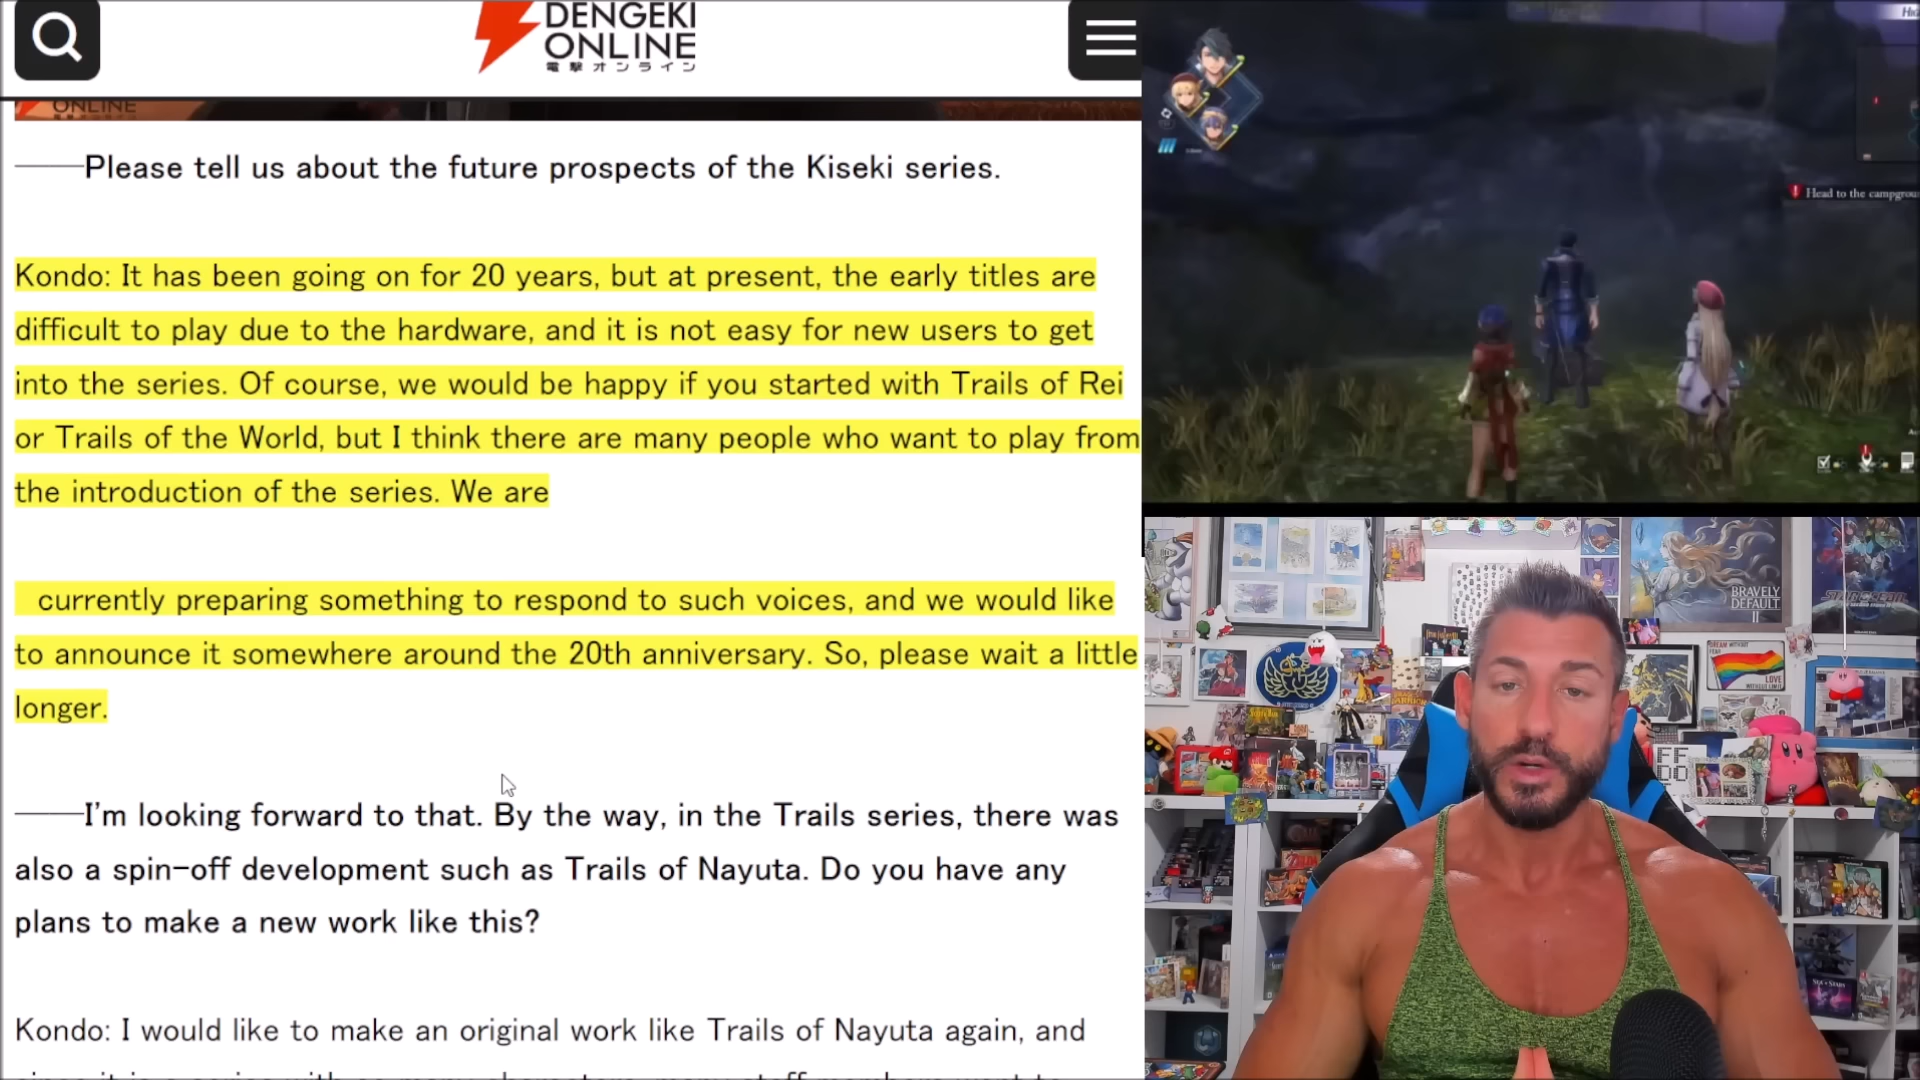 DENGEKI
ONLINE
電撃オンライン
ONLINE
——Please tell us about the future prospects of the Kiseki series.
Kondo: It has been going on for 20 years, but at present, the early titles are
difficult to play due to the hardware, and it is not easy for new users to get
into the series. Of course, we would be happy if you started with Trails of Rei
or Trails of the World, but I think there are many people who want to play from
the introduction of the series. We are
currently preparing something to respond to such voices, and we would like
to announce it somewhere around the 20th anniversary. So, please wait a little
longer.
——I'm looking forward to that. By the way, in the Trails series, there was
also a spin-off development such as Trails of Nayuta. Do you have any
plans to make a new work like this?
Kondo: I would like to make an original work like Trails of Nayuta again, and
Head to the campgrou
BRAVELY
DEFAULT
II
STAR OCEAN
DREAM WITHOUT
LOVE
WITHOUT LIMIT